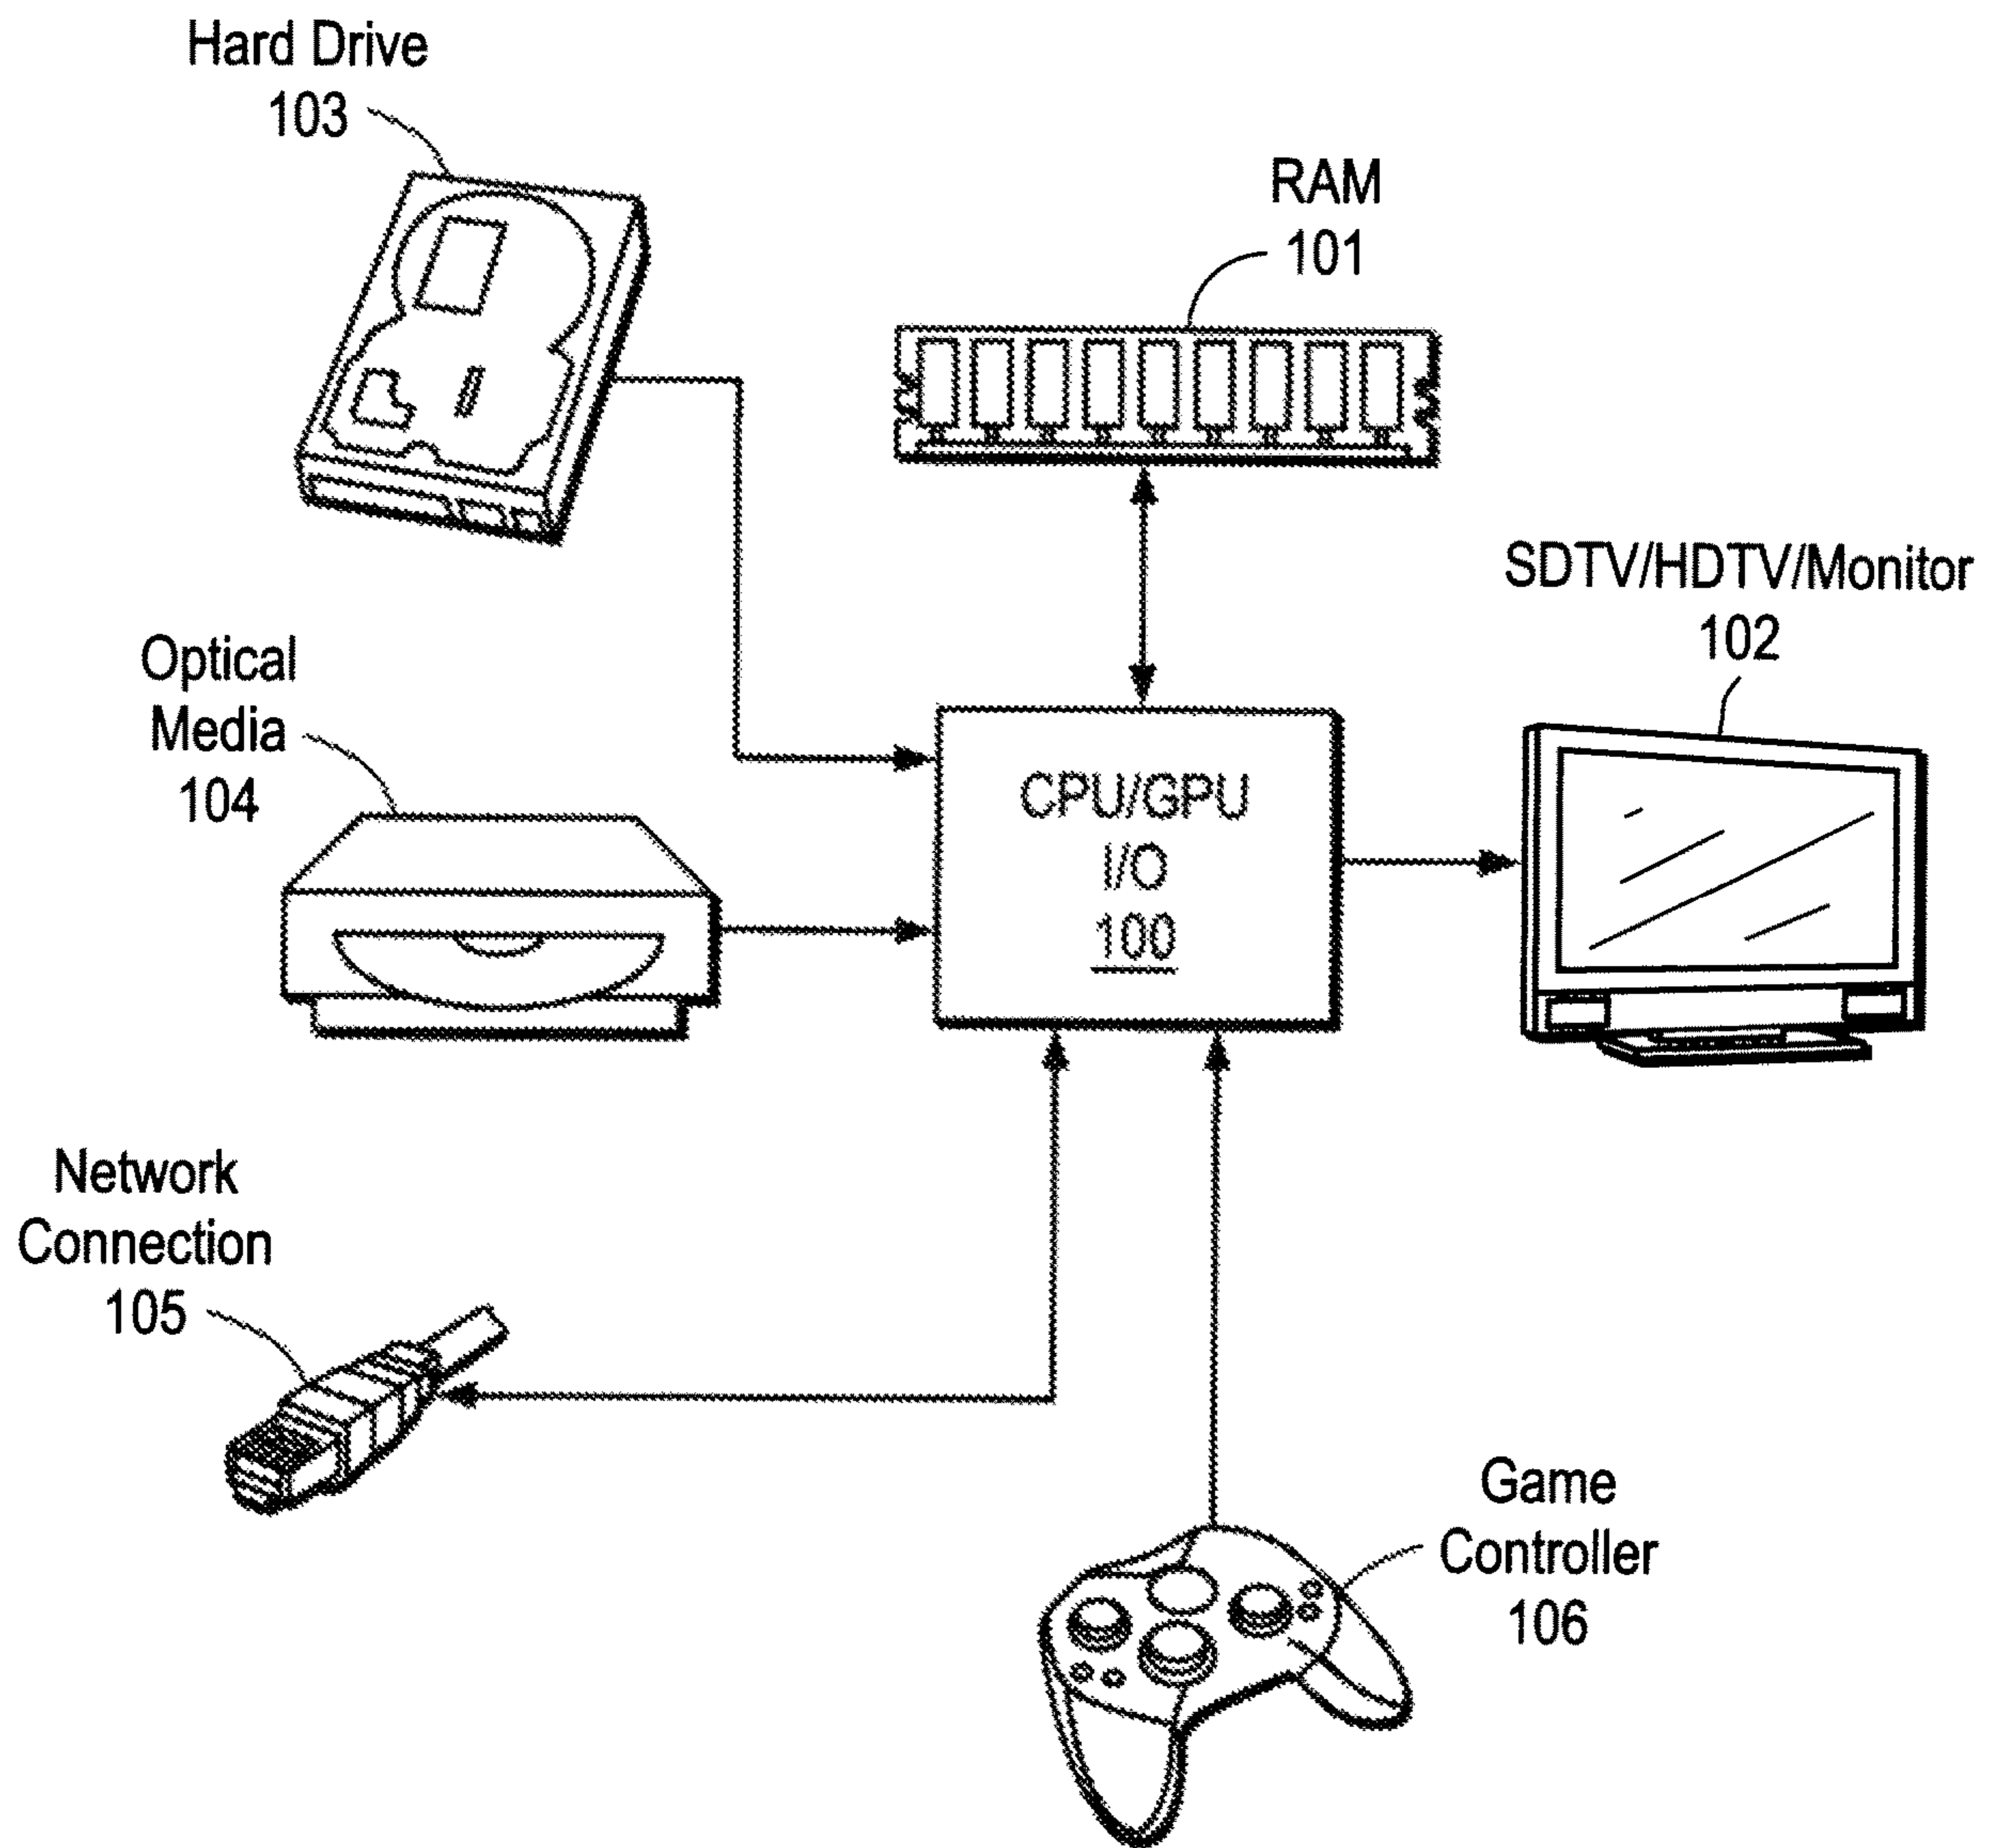 Hard Drive
103
RAM
101
SDTV/HDTV/Monitor
102
Optical
Media
104
CPU/GPU
I/O
100
Network
Connection
105
Game
Controller
106